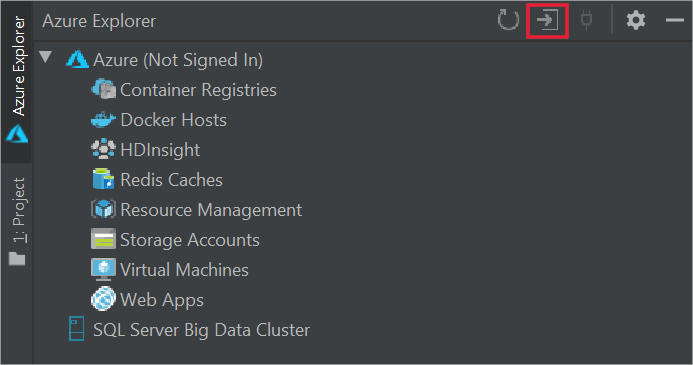 Azure Explorer
Azure Explorer
1: Project
Azure (Not Signed In)
Container Registries
Docker Hosts
HDInsight
Redis Caches
Resource Management
Storage Accounts
Virtual Machines
Web Apps
SQL Server Big Data Cluster